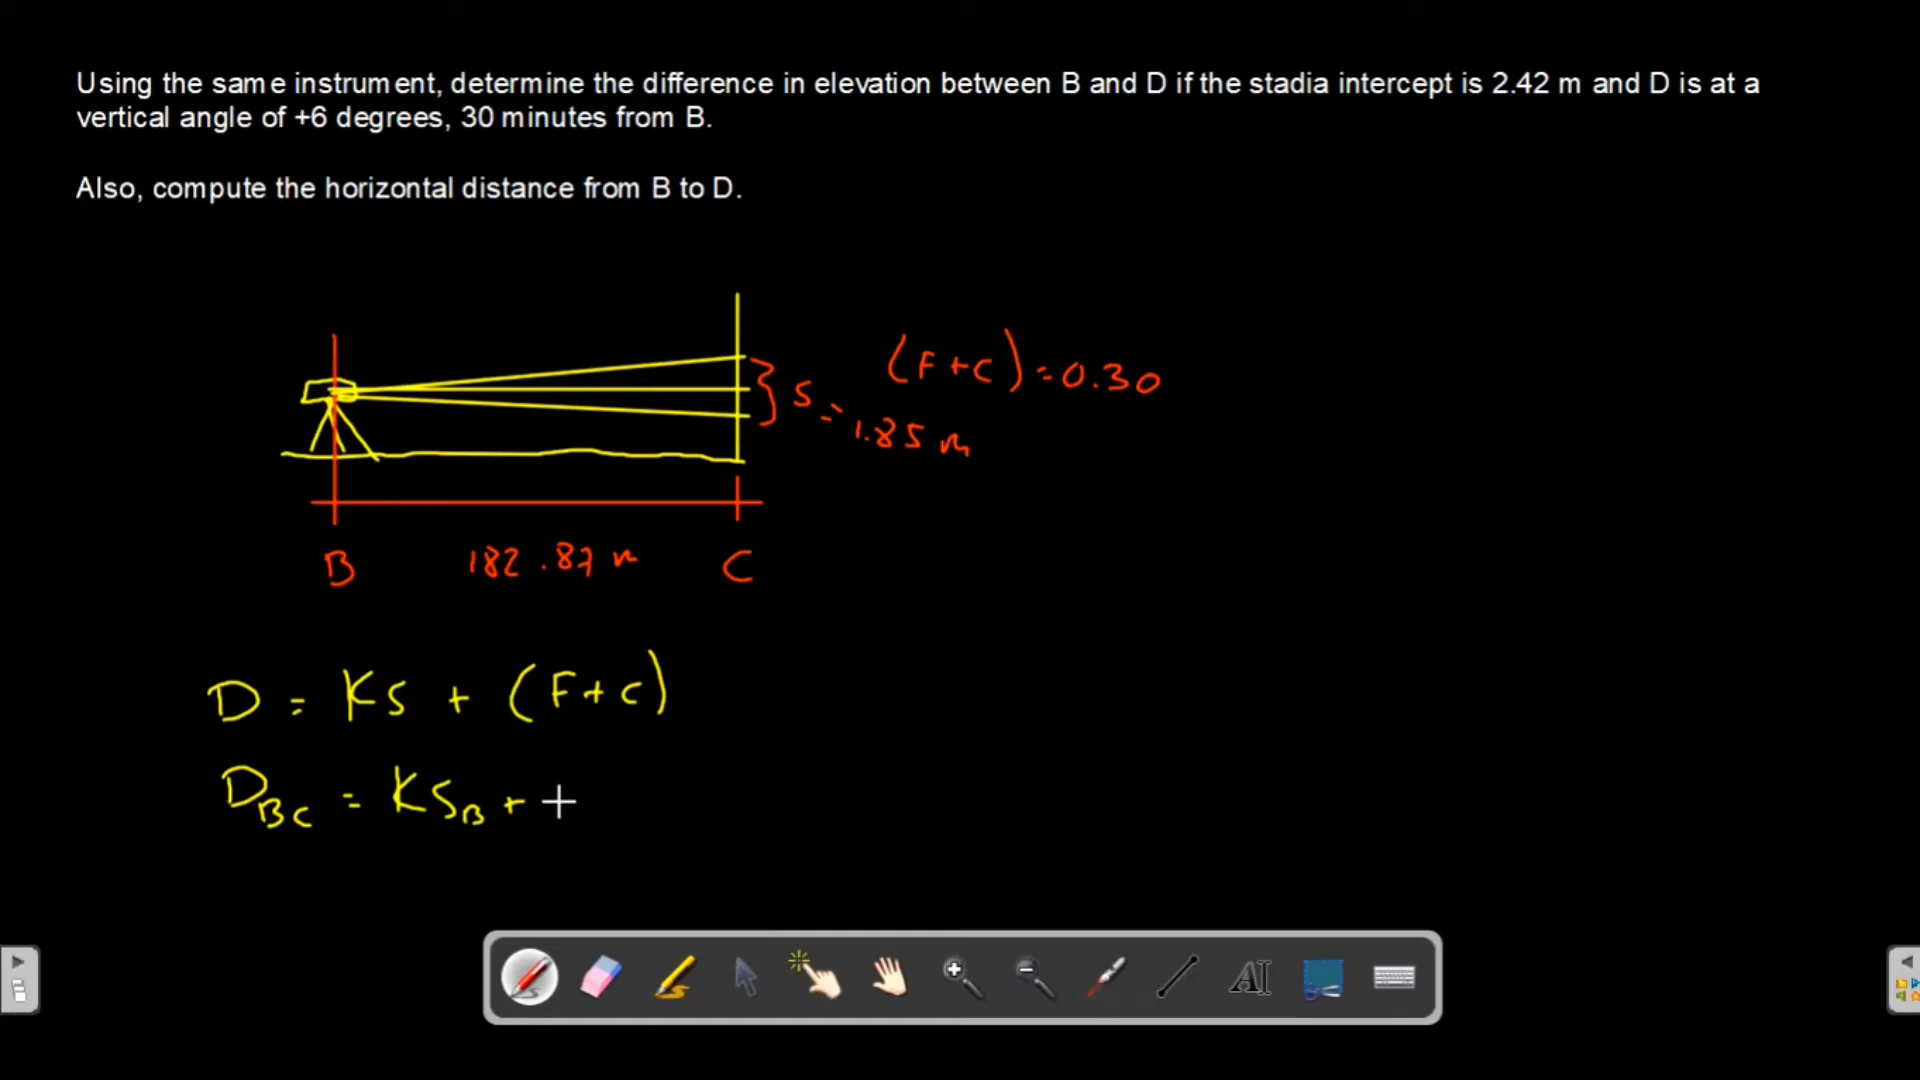 Using the same instrument, determine the difference in elevation between B and D if the stadia intercept is 2.42 m and D is at a
vertical angle of +6 degrees, 30 minutes from B.
Also, compute the horizontal distance from B to D.
(F+C) = 0.30
S = 1.85 m
B 182.87 m C
D = KS + (F+C)
D_BC = KS_B +
AI